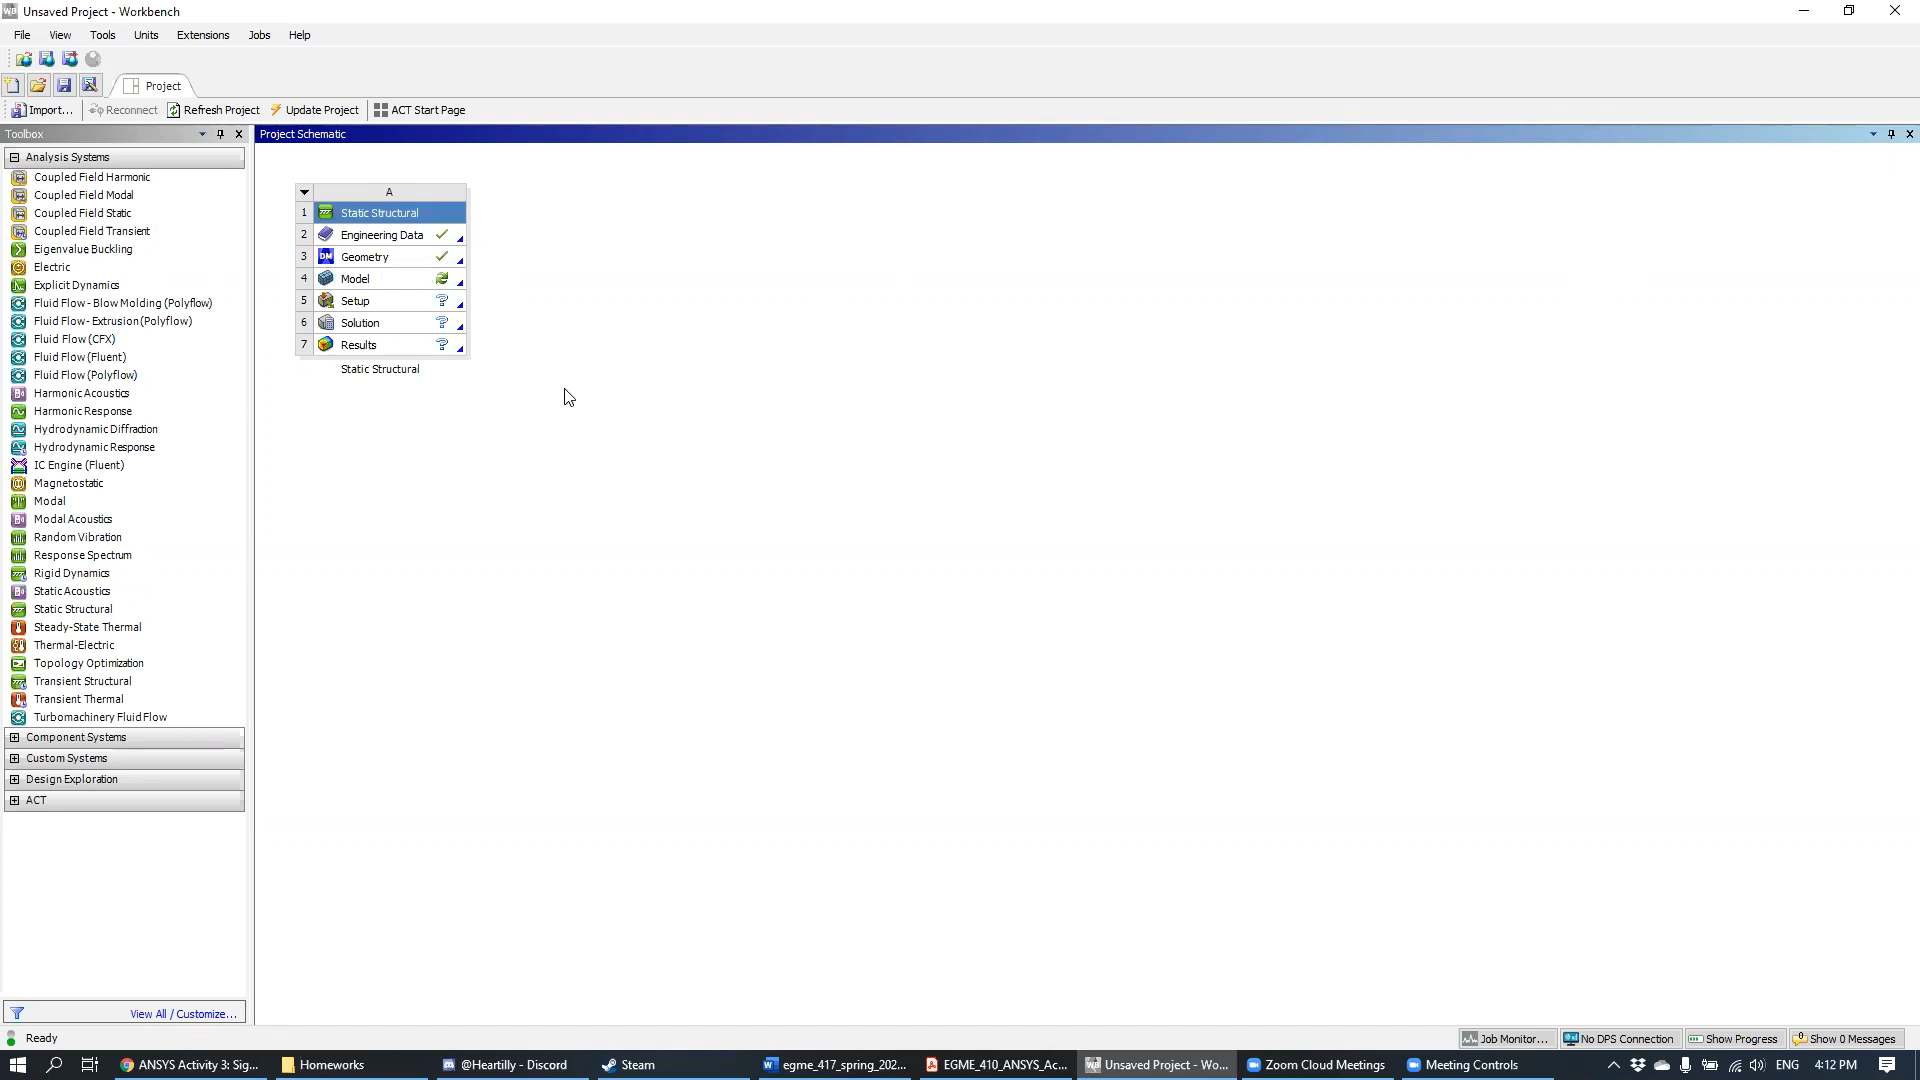 Unsaved Project - Workbench
File View Tools Units Extensions Jobs Help
Project
Import... Reconnect Refresh Project Update Project ACT Start Page
Toolbox
Project Schematic
Analysis Systems
Coupled Field Harmonic
Coupled Field Modal
Coupled Field Static
Coupled Field Transient
Eigenvalue Buckling
Electric
Explicit Dynamics
Fluid Flow - Blow Molding (Polyflow)
Fluid Flow - Extrusion (Polyflow)
Fluid Flow (CFX)
Fluid Flow (Fluent)
Fluid Flow (Polyflow)
Harmonic Acoustics
Harmonic Response
Hydrodynamic Diffraction
Hydrodynamic Response
IC Engine (Fluent)
Magnetostatic
Modal
Modal Acoustics
Random Vibration
Response Spectrum
Rigid Dynamics
Static Acoustics
Static Structural
Steady-State Thermal
Thermal-Electric
Topology Optimization
Transient Structural
Transient Thermal
Turbomachinery Fluid Flow
Component Systems
Custom Systems
Design Exploration
ACT
View All / Customize...
A
1 Static Structural
2 Engineering Data ?
3 DM Geometry
4 Model
5 Setup ?
6 Solution ?
7 Results ?
Static Structural
Ready
Job Monitor... No DPS Connection Show Progress Show 0 Messages
ANSYS Activity 3: Sig... Homeworks @Heartilly - Discord Steam egme_417_spring_202... EGME_410_ANSYS_Ac... Unsaved Project - Wo... Zoom Cloud Meetings Meeting Controls ENG 4:12 PM